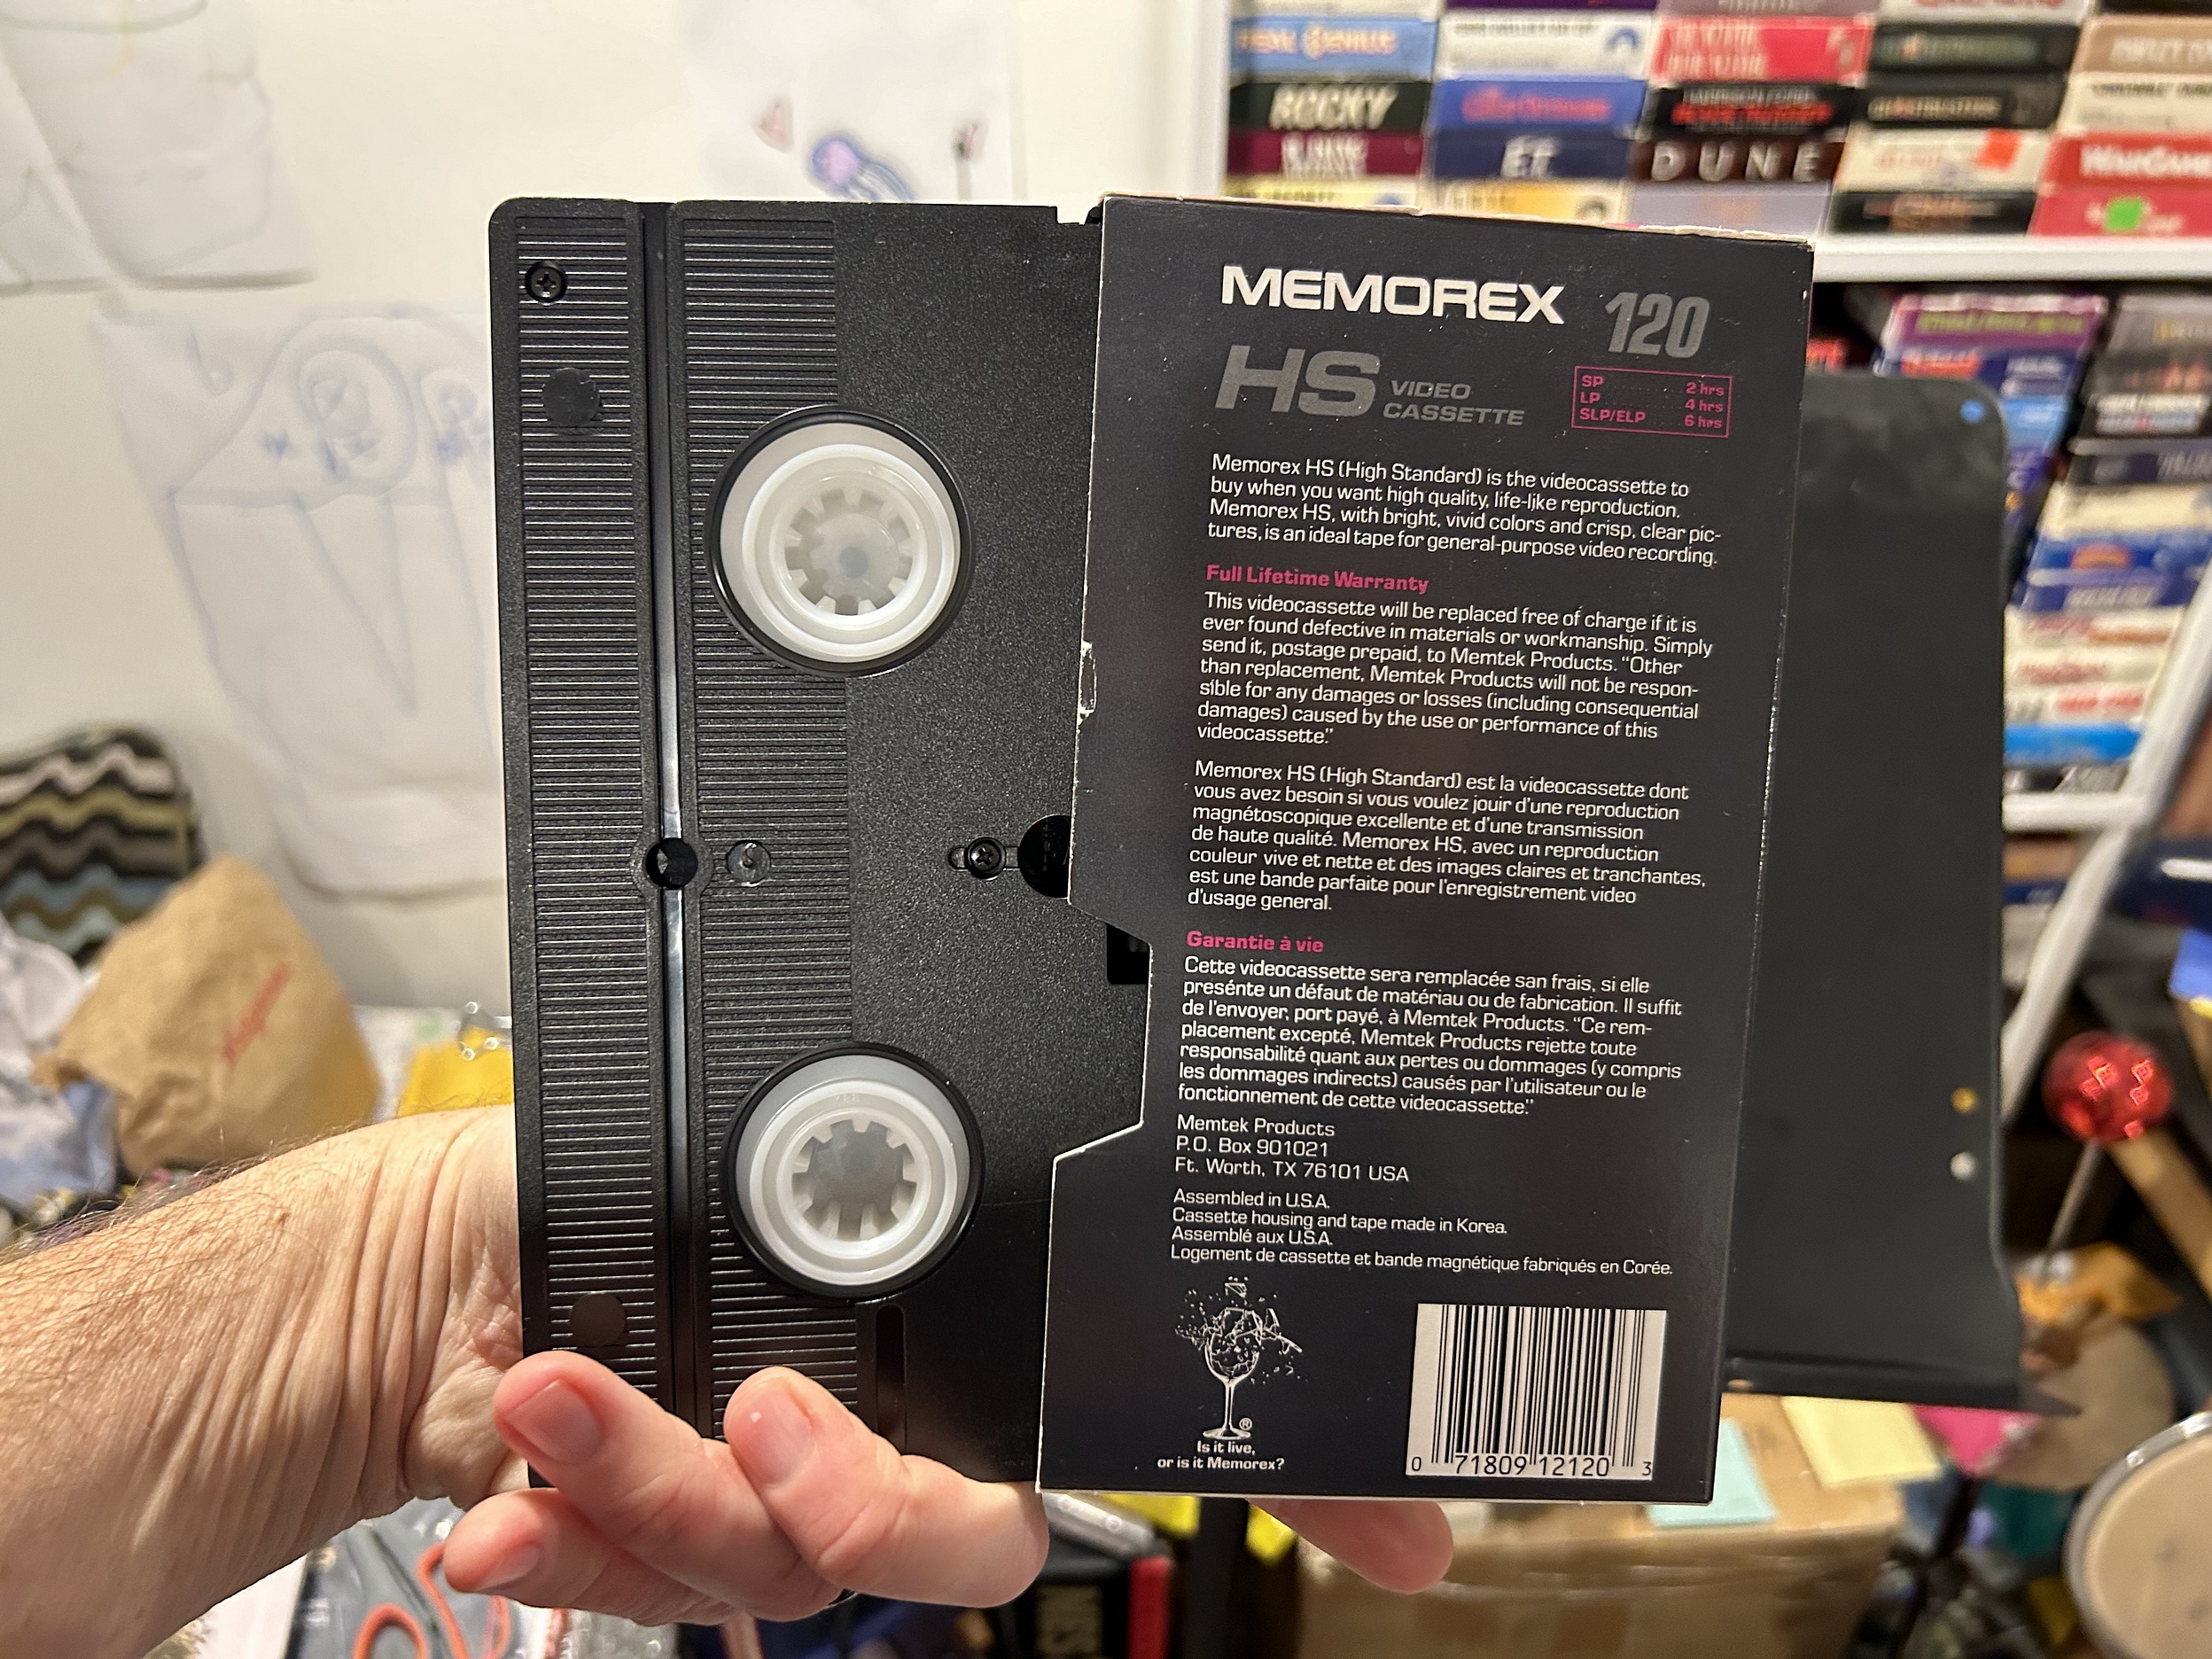 ROCKY
ET
DUNE
MEMOREX 120
HS VIDEO
CASSETTE
SP 2 hrs
LP 4 hrs
SLP/ELP 6 hrs
Memorex HS (High Standard) is the videocassette to
buy when you want high quality, life-like reproduction.
Memorex HS, with bright, vivid colors and crisp, clear pic-
tures, is an ideal tape for general-purpose video recording.
Full Lifetime Warranty
This videocassette will be replaced free of charge if it is
ever found defective in materials or workmanship. Simply
send it, postage prepaid, to Memtek Products. "Other
than replacement, Memtek Products will not be respon-
sible for any damages or losses (including consequential
damages) caused by the use or performance of this
videocassette."
Memorex HS (High Standard) est la videocassette dont
vous avez besoin si vous voulez jouir d'une reproduction
magnétoscopique excellente et d'une transmission
de haute qualité. Memorex HS, avec un reproduction
couleur vive et nette et des images claires et tranchantes,
est une bande parfaite pour l'enregistrement video
d'usage general.
Garantie à vie
Cette videocassette sera remplacée san frais, si elle
presénte un défaut de matériau ou de fabrication. Il suffit
de l'envoyer, port payé, à Memtek Products. "Ce rem-
placement excepté, Memtek Products rejette toute
responsabilité quant aux pertes ou dommages (y compris
les dommages indirects) causés par l'utilisateur ou le
fonctionnement de cette videocassette."
Memtek Products
P.O. Box 901021
Ft. Worth, TX 76101 USA
Assembled in U.S.A.
Cassette housing and tape made in Korea.
Assemblé aux U.S.A.
Logement de cassette et bande magnétique fabriqués en Corée.
®
Is it live,
or is it Memorex?
0 71809 12120 3